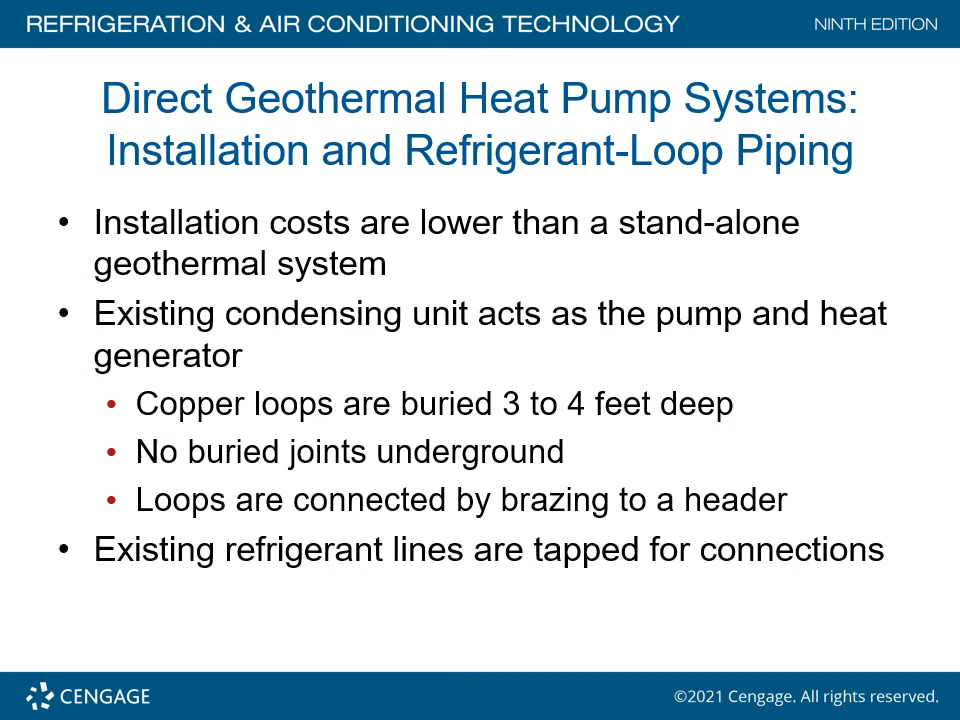 REFRIGERATION & AIR CONDITIONING TECHNOLOGY
NINTH EDITION
Direct Geothermal Heat Pump Systems:
Installation and Refrigerant-Loop Piping
• Installation costs are lower than a stand-alone
geothermal system
• Existing condensing unit acts as the pump and heat
generator
• Copper loops are buried 3 to 4 feet deep
• No buried joints underground
• Loops are connected by brazing to a header
• Existing refrigerant lines are tapped for connections
CENGAGE
©2021 Cengage. All rights reserved.